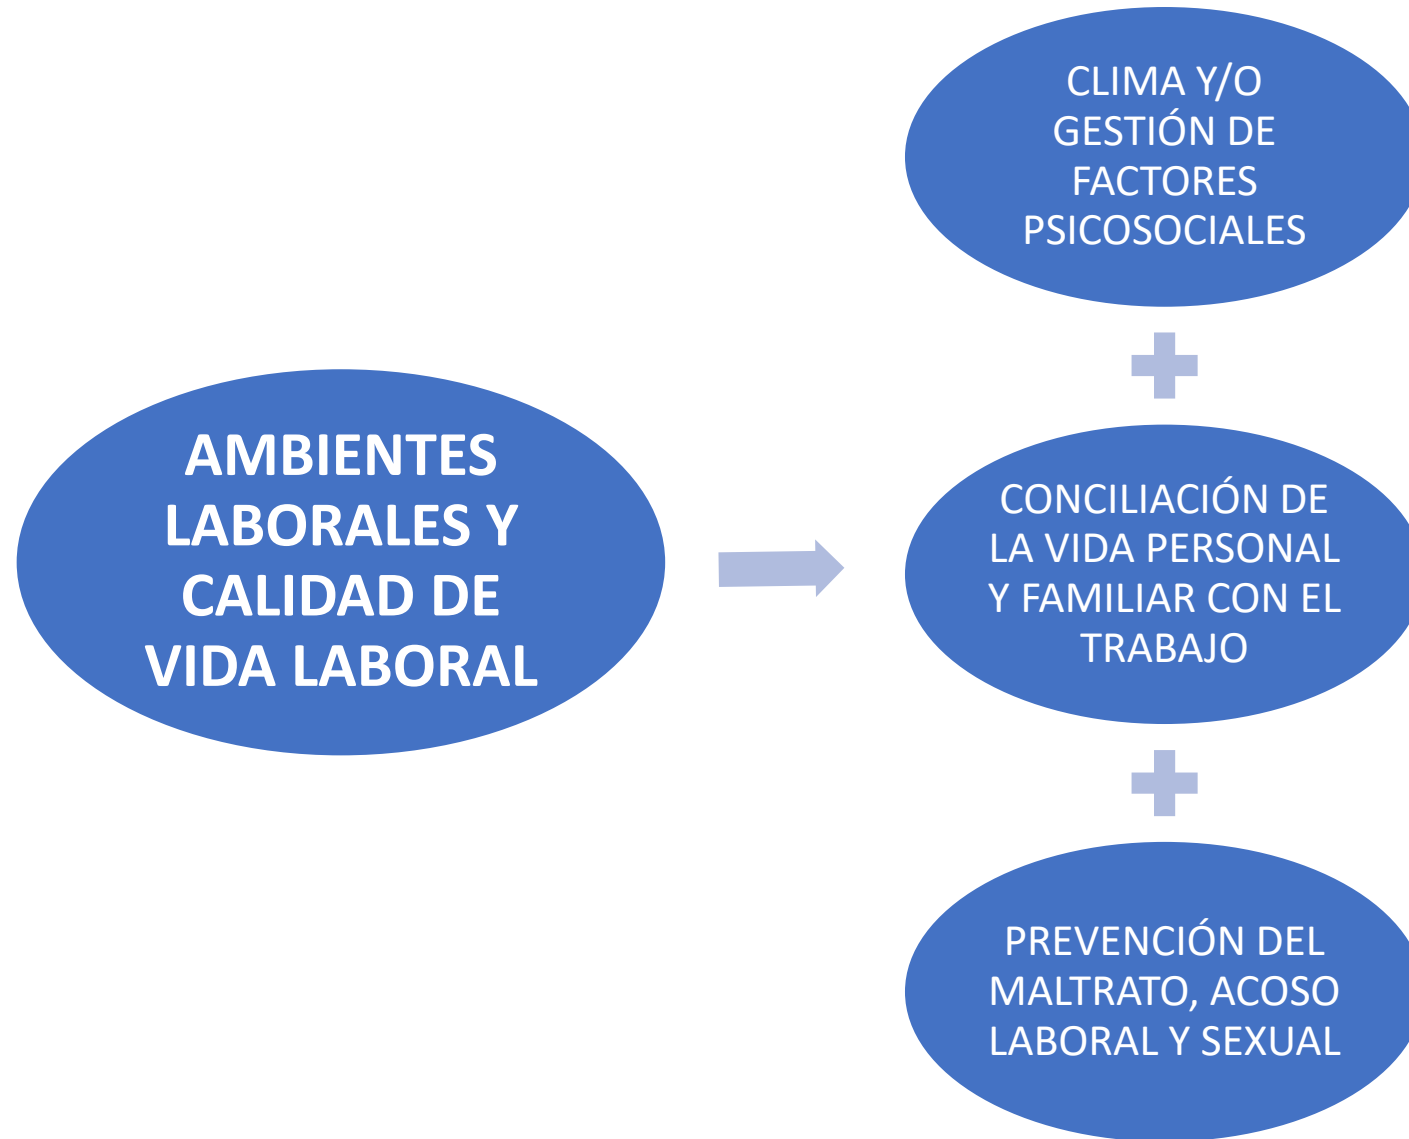 AMBIENTES
LABORALES Y
CALIDAD DE
VIDA LABORAL
CLIMA Y/O
GESTIÓN DE
FACTORES
PSICOSOCIALES
CONCILIACIÓN DE
LA VIDA PERSONAL
Y FAMILIAR CON EL
TRABAJO
PREVENCIÓN DEL
MALTRATO, ACOSO
LABORAL Y SEXUAL